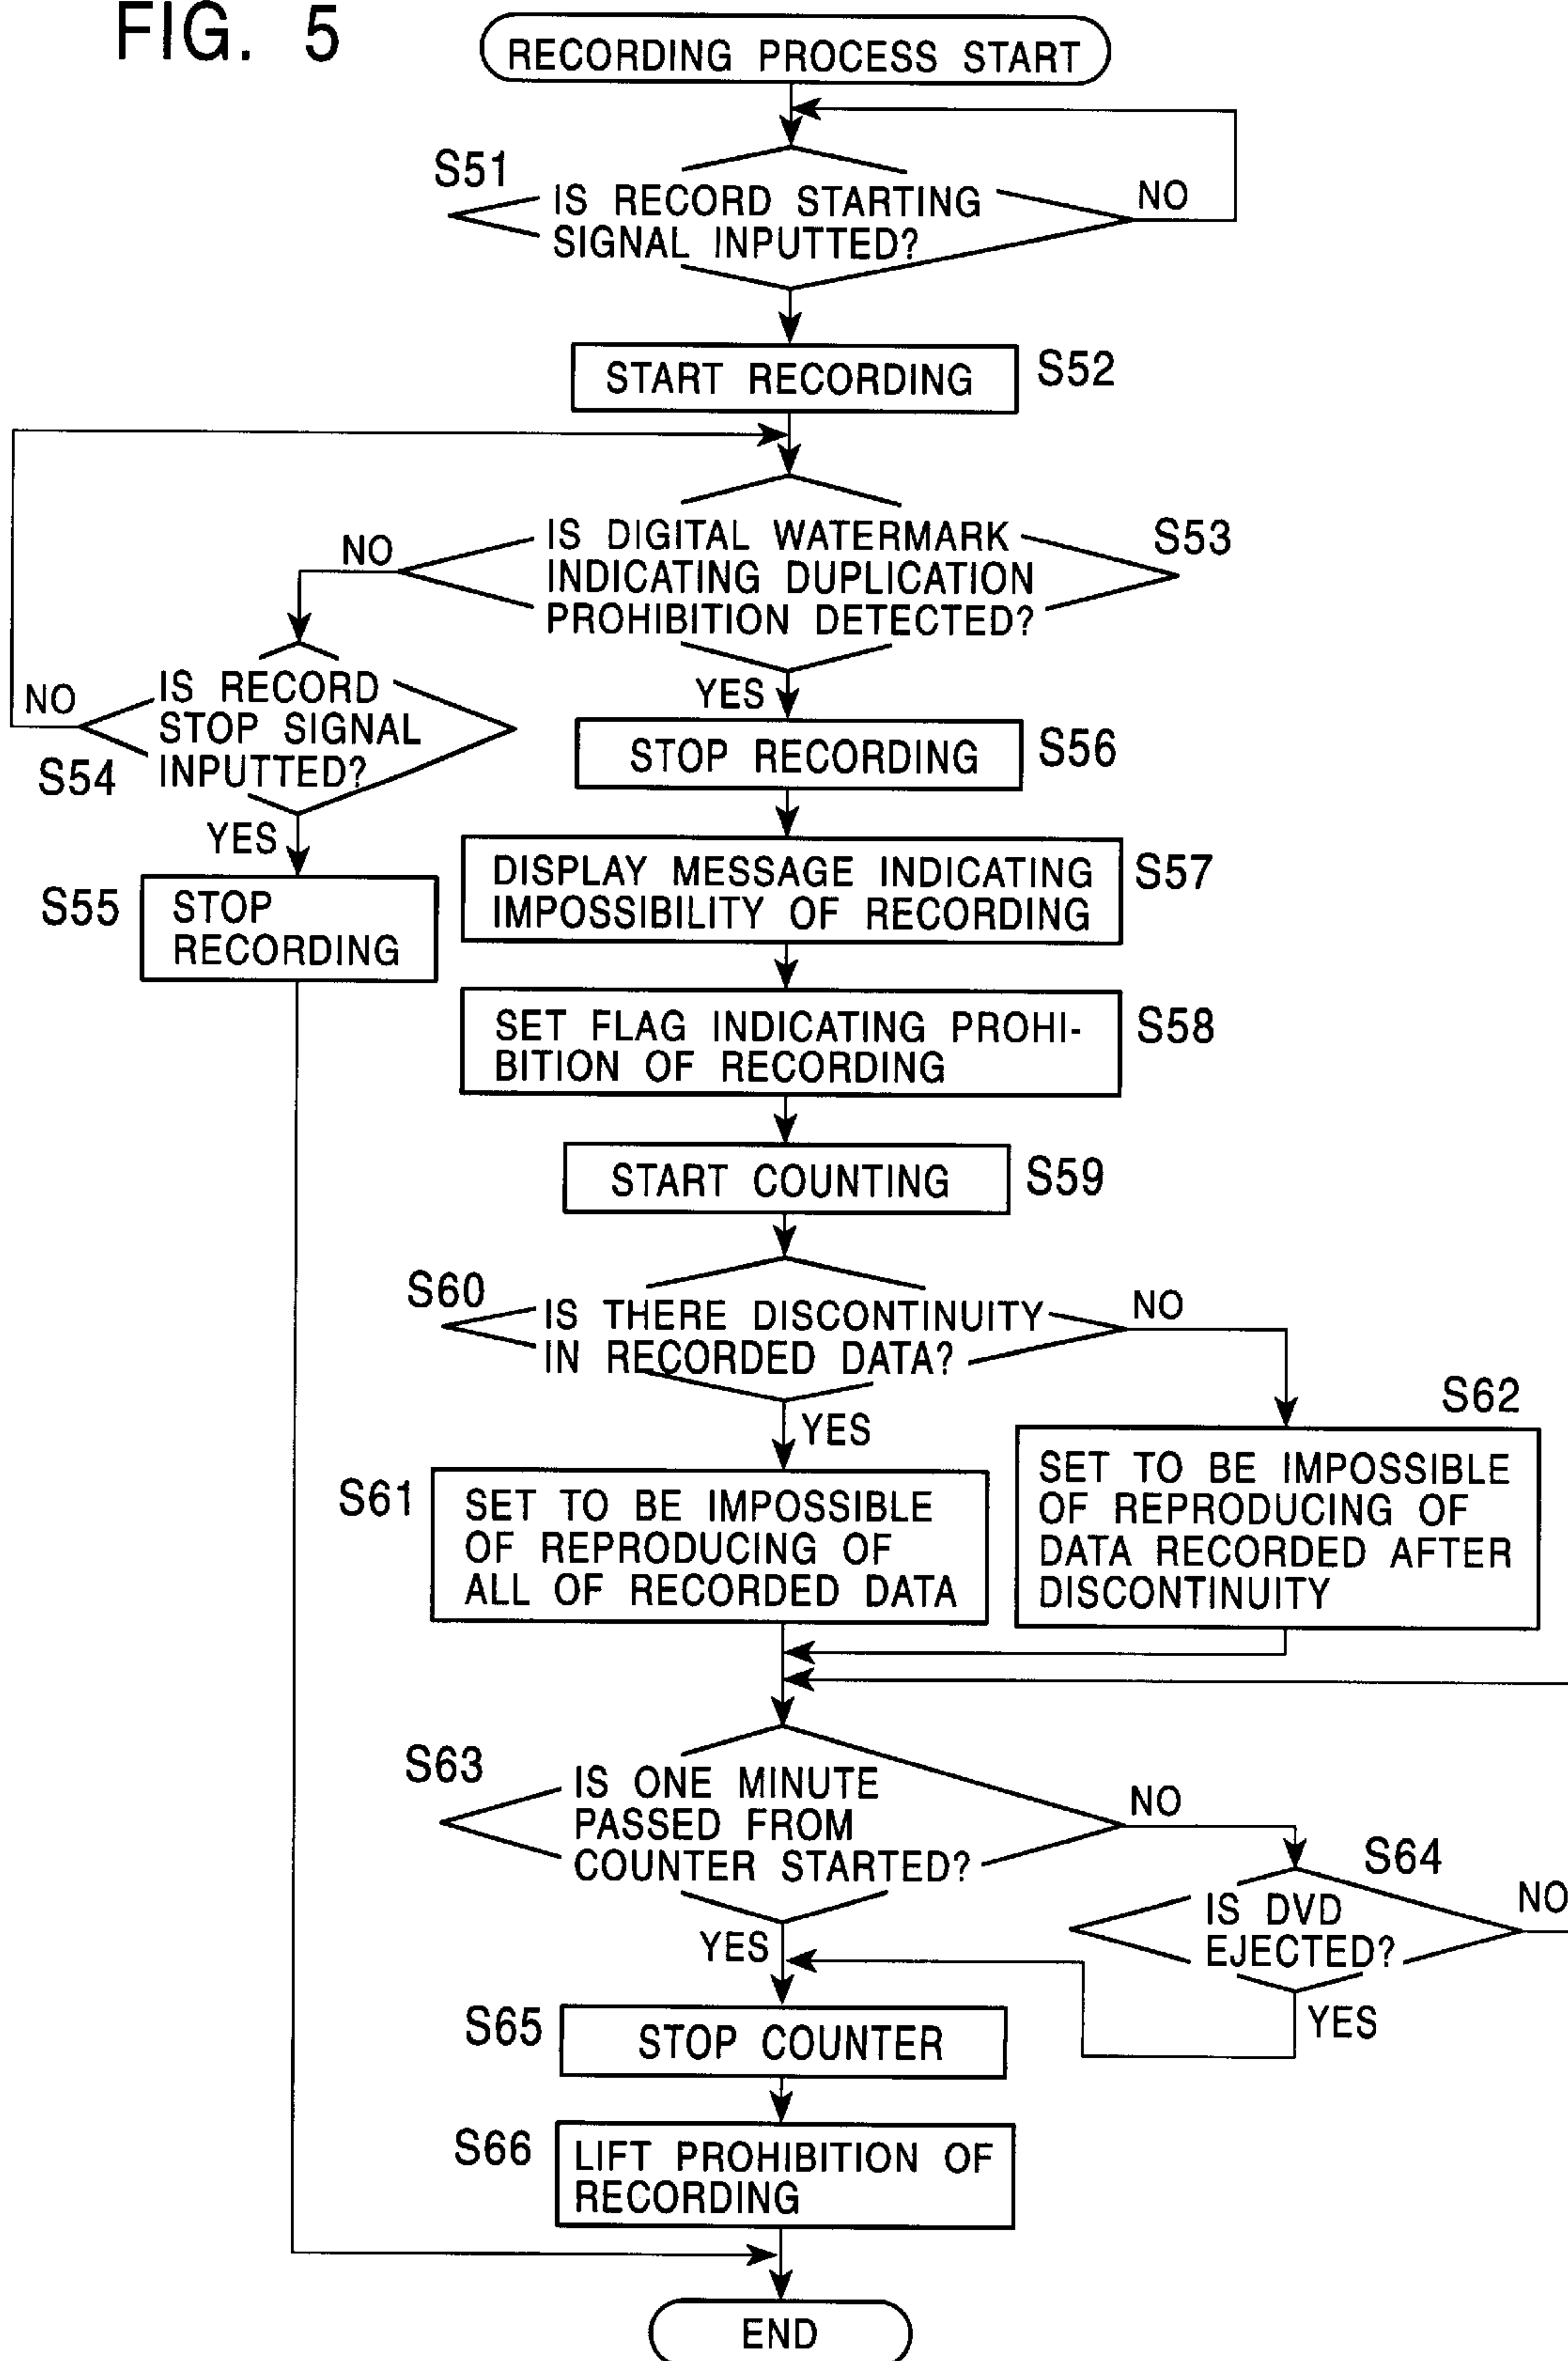 FIG. 5
RECORDING PROCESS START
S51
IS RECORD STARTING
SIGNAL INPUTTED?
NO
START RECORDING
S52
IS DIGITAL WATERMARK
INDICATING DUPLICATION
PROHIBITION DETECTED?
S53
NO
YES
IS RECORD
STOP SIGNAL
INPUTTED?
NO
S54
YES
S55
STOP
RECORDING
STOP RECORDING
S56
DISPLAY MESSAGE INDICATING
IMPOSSIBILITY OF RECORDING
S57
SET FLAG INDICATING PROHI-
BITION OF RECORDING
S58
START COUNTING
S59
S60
IS THERE DISCONTINUITY
IN RECORDED DATA?
NO
YES
S61
SET TO BE IMPOSSIBLE
OF REPRODUCING OF
ALL OF RECORDED DATA
S62
SET TO BE IMPOSSIBLE
OF REPRODUCING OF
DATA RECORDED AFTER
DISCONTINUITY
S63
IS ONE MINUTE
PASSED FROM
COUNTER STARTED?
NO
YES
S64
IS DVD
EJECTED?
NO
YES
S65
STOP COUNTER
S66
LIFT PROHIBITION OF
RECORDING
END